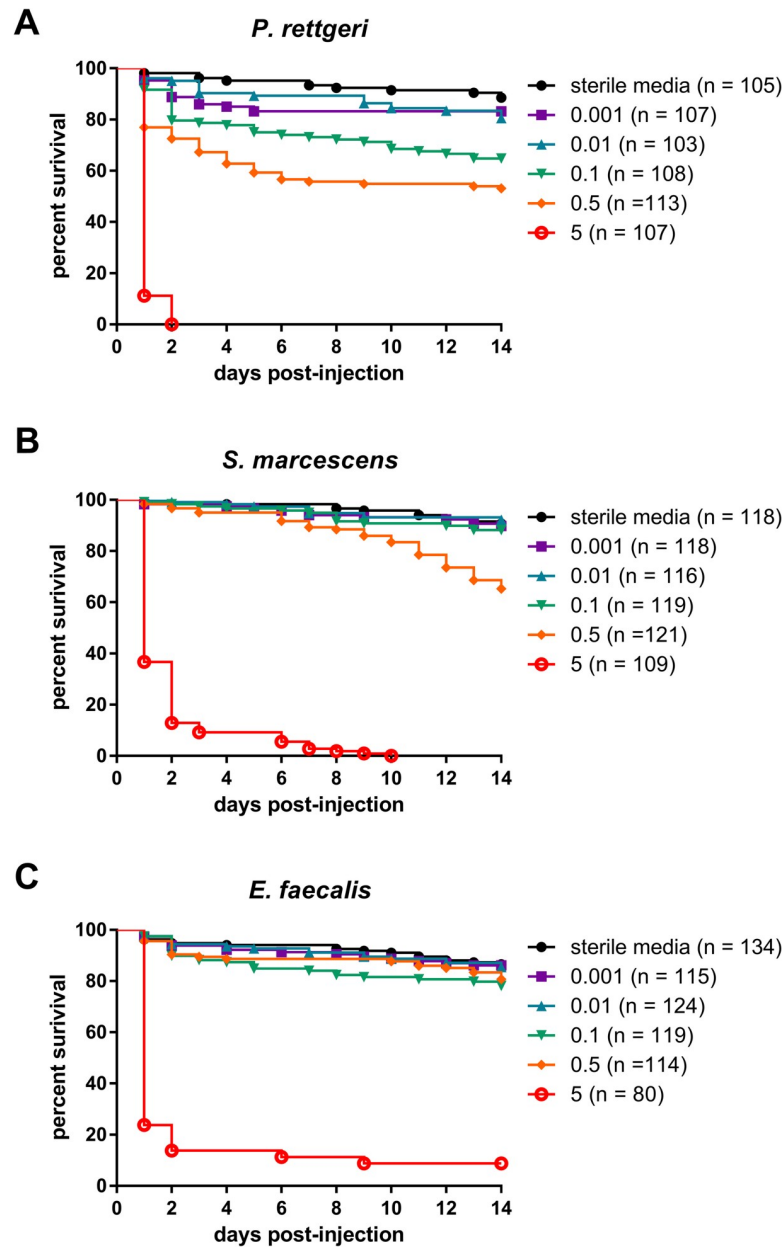 A
P. rettgeri
percent surivival
100
80
60
40
20
0
0 2 4 6 8 10 12 14
days post-injection
sterile media (n = 105)
0.001 (n = 107)
0.01 (n = 103)
0.1 (n = 108)
0.5 (n =113)
5 (n = 107)
B
S. marcescens
percent surivival
100
80
60
40
20
0
0 2 4 6 8 10 12 14
days post-injection
sterile media (n = 118)
0.001 (n = 118)
0.01 (n = 116)
0.1 (n = 119)
0.5 (n =121)
5 (n = 109)
C
E. faecalis
percent surivival
100
80
60
40
20
0
0 2 4 6 8 10 12 14
days post-injection
sterile media (n = 134)
0.001 (n = 115)
0.01 (n = 124)
0.1 (n = 119)
0.5 (n =114)
5 (n = 80)